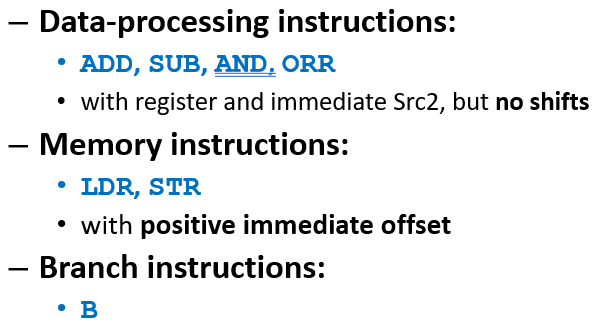 – Data-processing instructions:
• ADD, SUB, AND, ORR
• with register and immediate Src2, but no shifts
– Memory instructions:
• LDR, STR
• with positive immediate offset
– Branch instructions:
• B